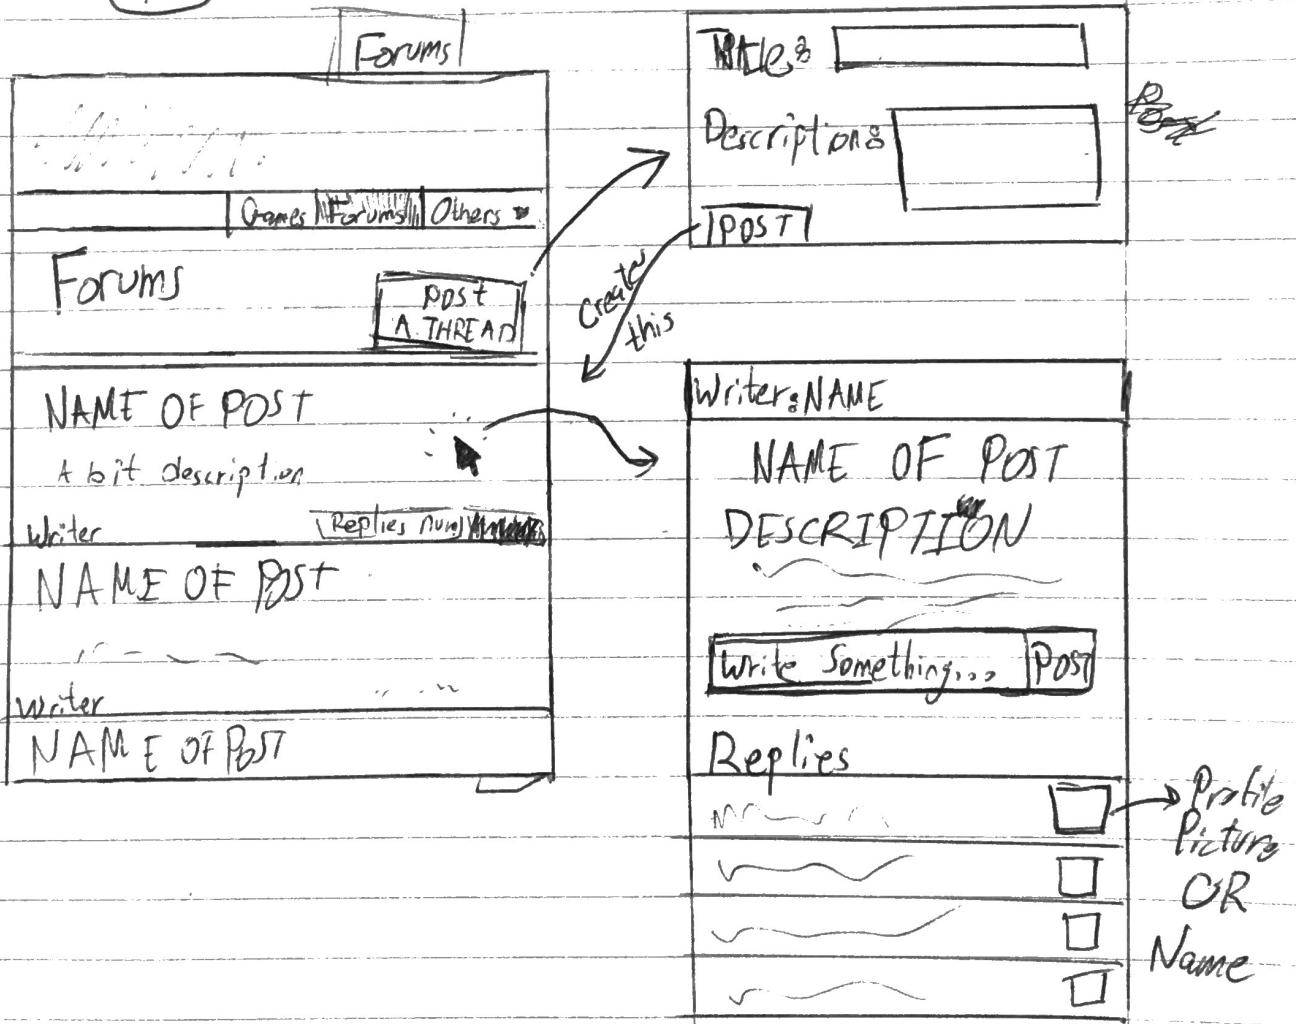 Forums
Games Forums Others
Forums
POST
A THREAD
NAME OF POST
A bit description
Writer
Replies num
NAME OF POST
Writer
NAME OF POST
Title:
Description:
POST
Create
this
Writer: NAME
NAME OF POST
DESCRIPTION
Write Something...
POST
Replies
Profile
Picture
OR
Name